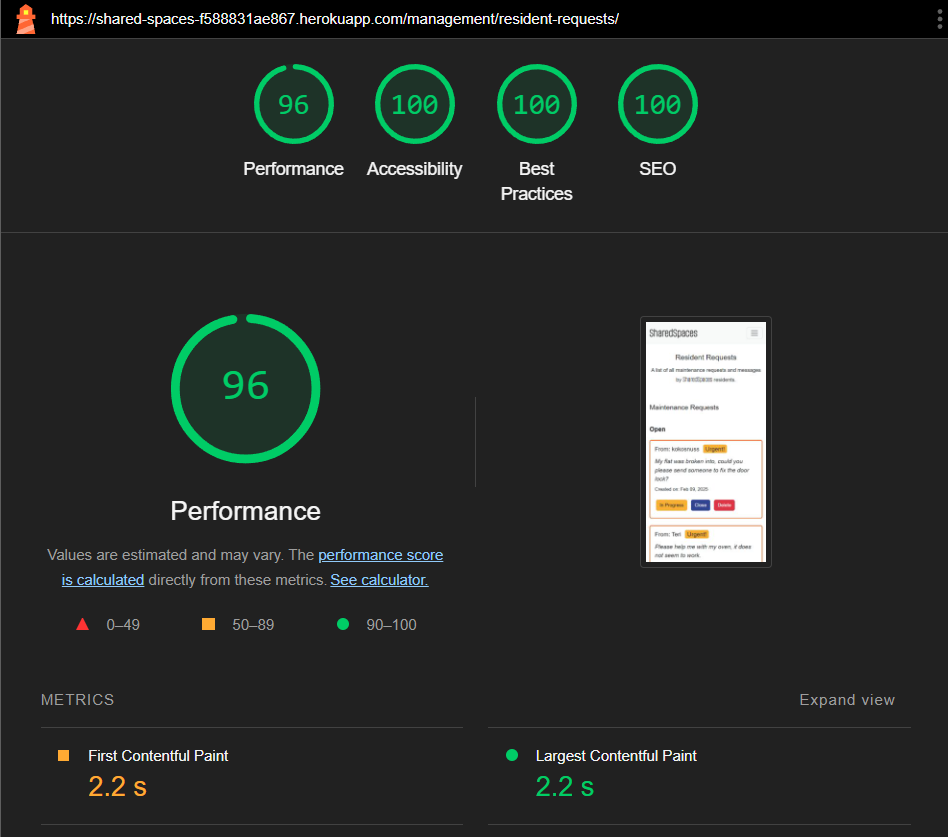 https://shared-spaces-f588831ae867.herokuapp.com/management/resident-requests/
96
100
100
100
Performance
Accessibility
Best
Practices
SEO
96
Performance
Values are estimated and may vary. The performance score
is calculated directly from these metrics. See calculator.
0–49
50–89
90–100
SharedSpaces
Resident Requests
A list of all maintenance requests and messages
by SharedSpaces residents.
Maintenance Requests
Open
From: kokosnuss Urgent!
My flat was broken into, could you
please send someone to fix the door
lock?
Created on: Feb 09, 2025
In Progress Close Delete
From: Teri Urgent!
Please help me with my oven, it does
not seem to work.
METRICS
Expand view
First Contentful Paint
2.2 s
Largest Contentful Paint
2.2 s